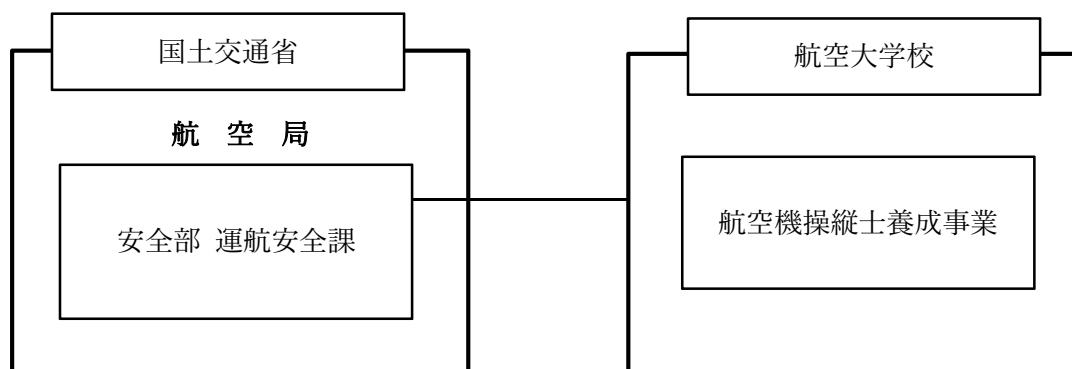 国土交通省
航空大学校
航 空 局
安全部 運航安全課
航空機操縦士養成事業